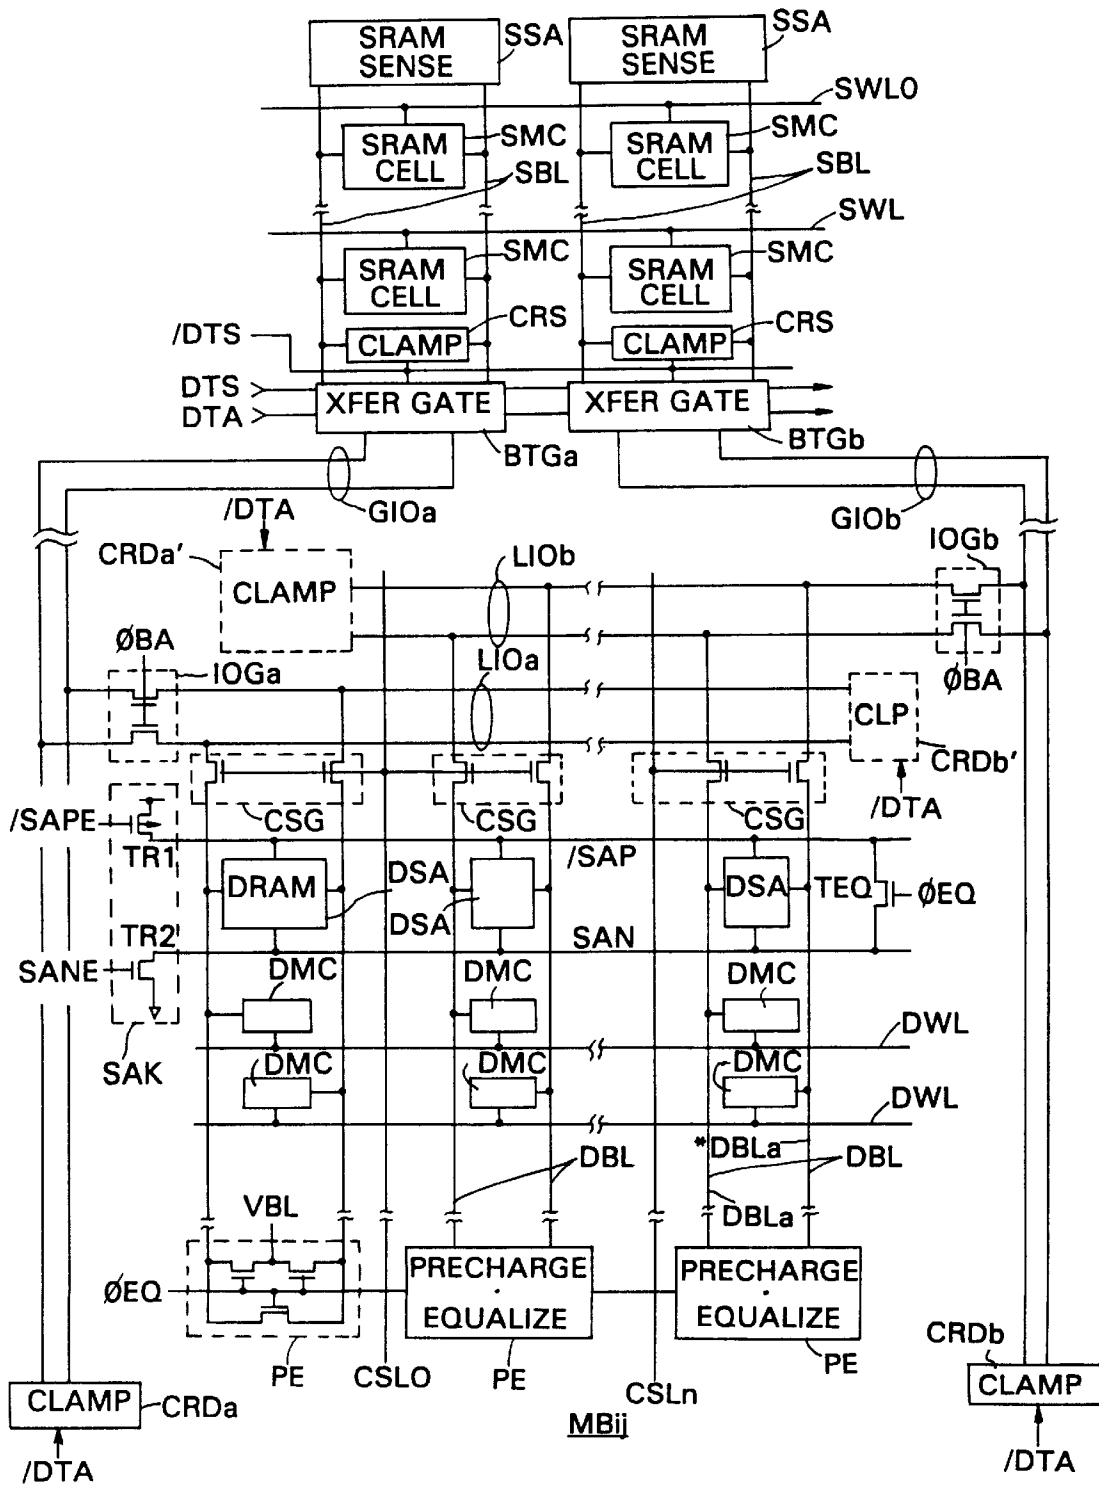 SRAM
SENSE
SSA
SRAM
SENSE
SSA
SWL0
SRAM
CELL
SMC
SRAM
CELL
SMC
SBL
SBL
SWL
SRAM
CELL
SMC
SRAM
CELL
SMC
/DTS
CLAMP
CRS
CLAMP
CRS
DTS
DTA
XFER GATE
XFER GATE
BTGa
BTGb
GIOa
GIOb
/DTA
CRDa'
CLAMP
LIOb
IOGb
ØBA
IOGa
LIOa
ØBA
CLP
CRDb'
/DTA
/SAPE
TR1
CSG
CSG
CSG
/SAP
DRAM
DSA
DSA
DSA
TEQ
ØEQ
TR2
SAN
SANE
DMC
DMC
DMC
DWL
SAK
DMC
DMC
DMC
DWL
*DBLa
DBL
DBL
DBLa
VBL
ØEQ
PRECHARGE
·
EQUALIZE
PRECHARGE
·
EQUALIZE
PE
CSL0
PE
CSLn
PE
CRDb
CLAMP
CLAMP
CRDa
MBij
/DTA
/DTA